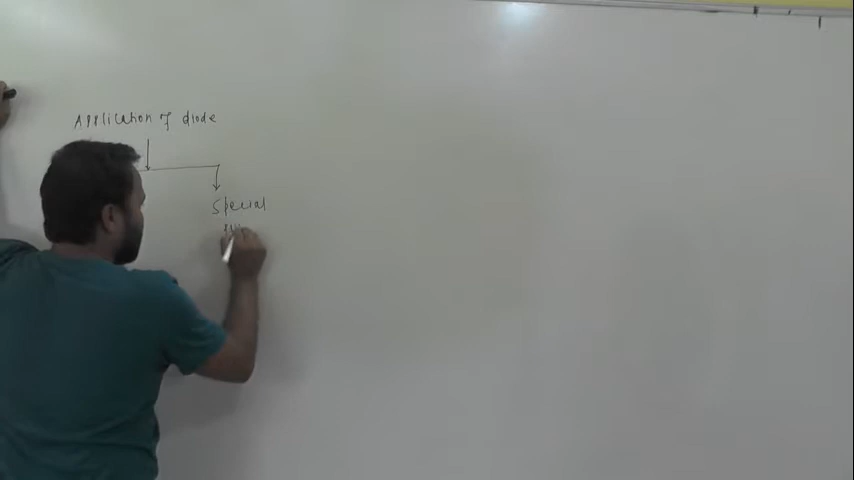 Application of diode
Special